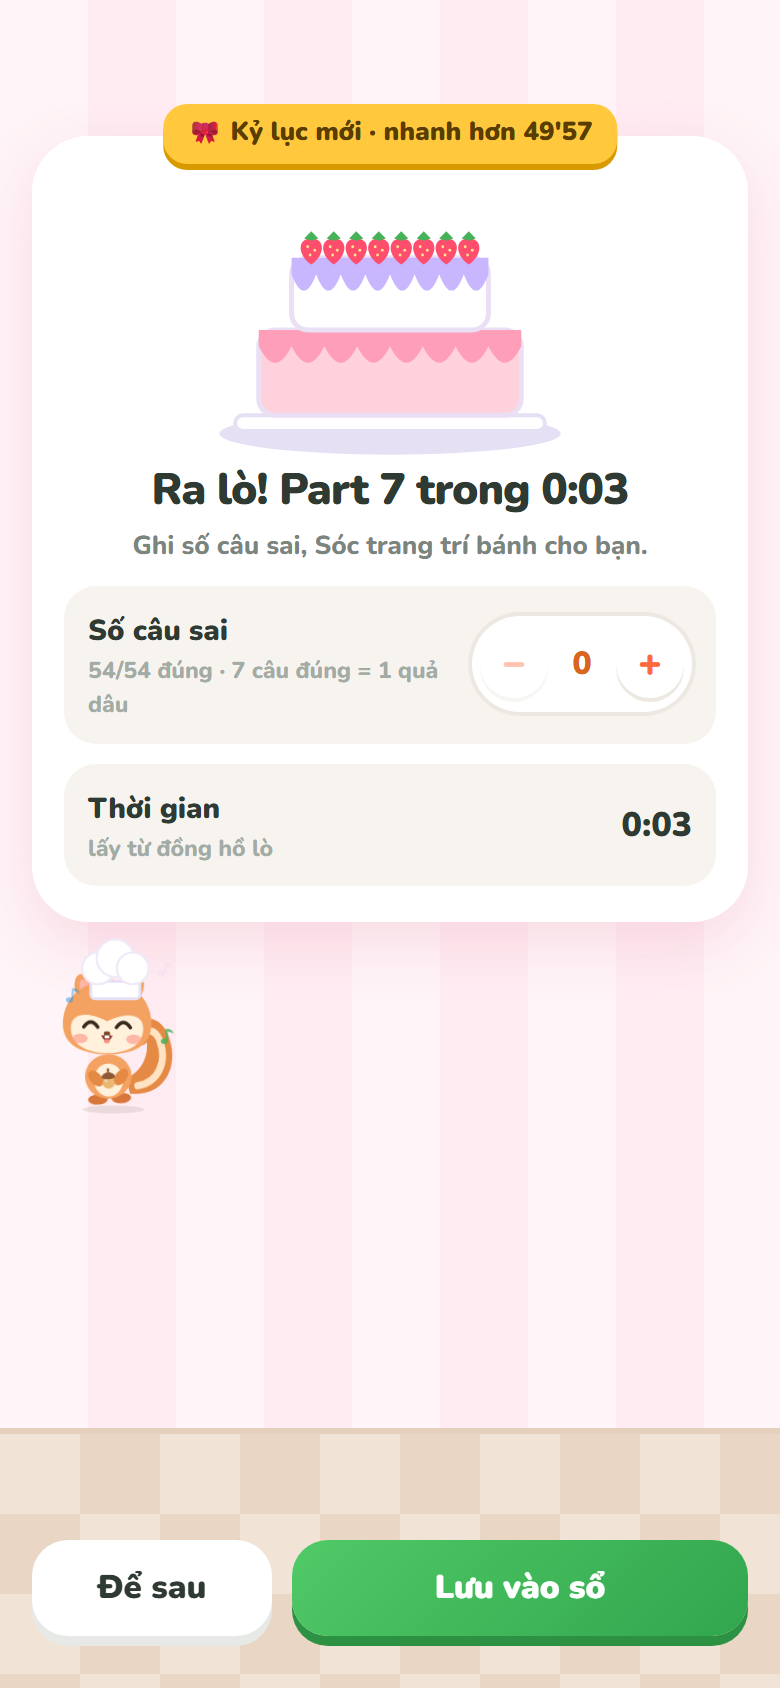 Kỷ lục mới · nhanh hơn 49'57
Ra lò! Part 7 trong 0:03
Ghi số câu sai, Sóc trang trí bánh cho bạn.
Số câu sai
54/54 đúng · 7 câu đúng = 1 quả
dâu
− 0 +
Thời gian
lấy từ đồng hồ lò
0:03
Để sau
Lưu vào sổ